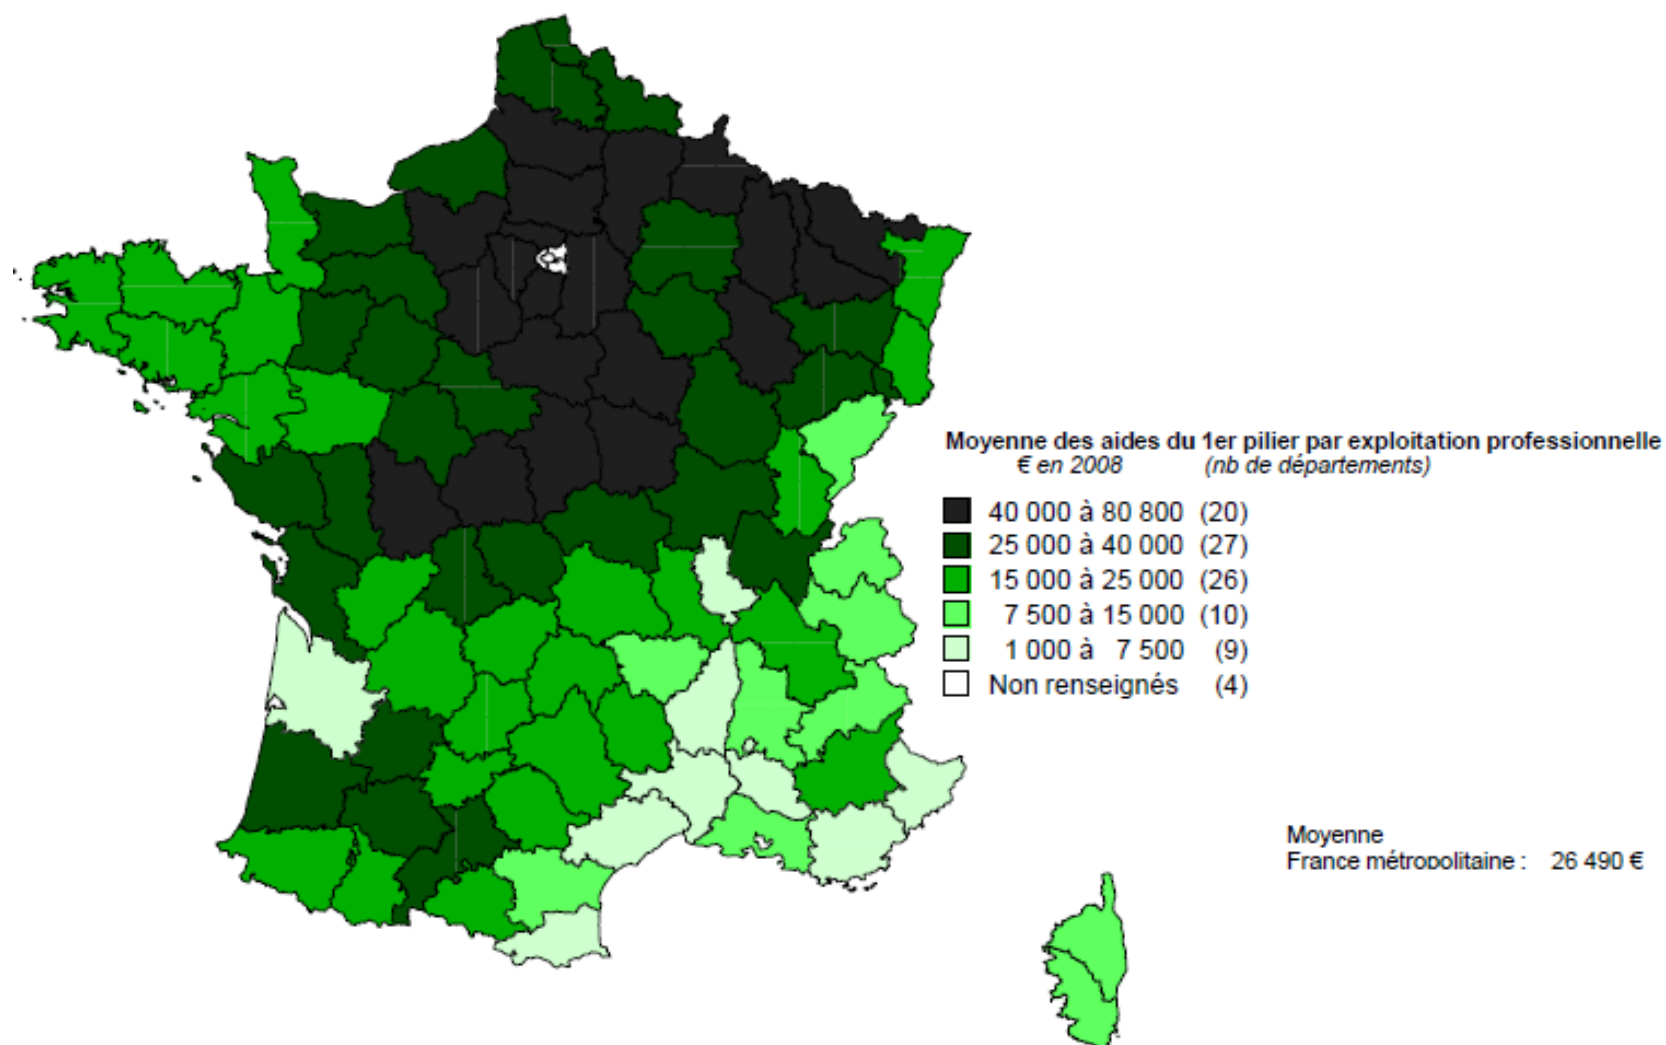 Moyenne des aides du 1er pilier par exploitation professionnelle
€ en 2008 (nb de départements)
40 000 à 80 800 (20)
25 000 à 40 000 (27)
15 000 à 25 000 (26)
7 500 à 15 000 (10)
1 000 à 7 500 (9)
Non renseignés (4)
Moyenne
France métropolitaine : 26 490 €